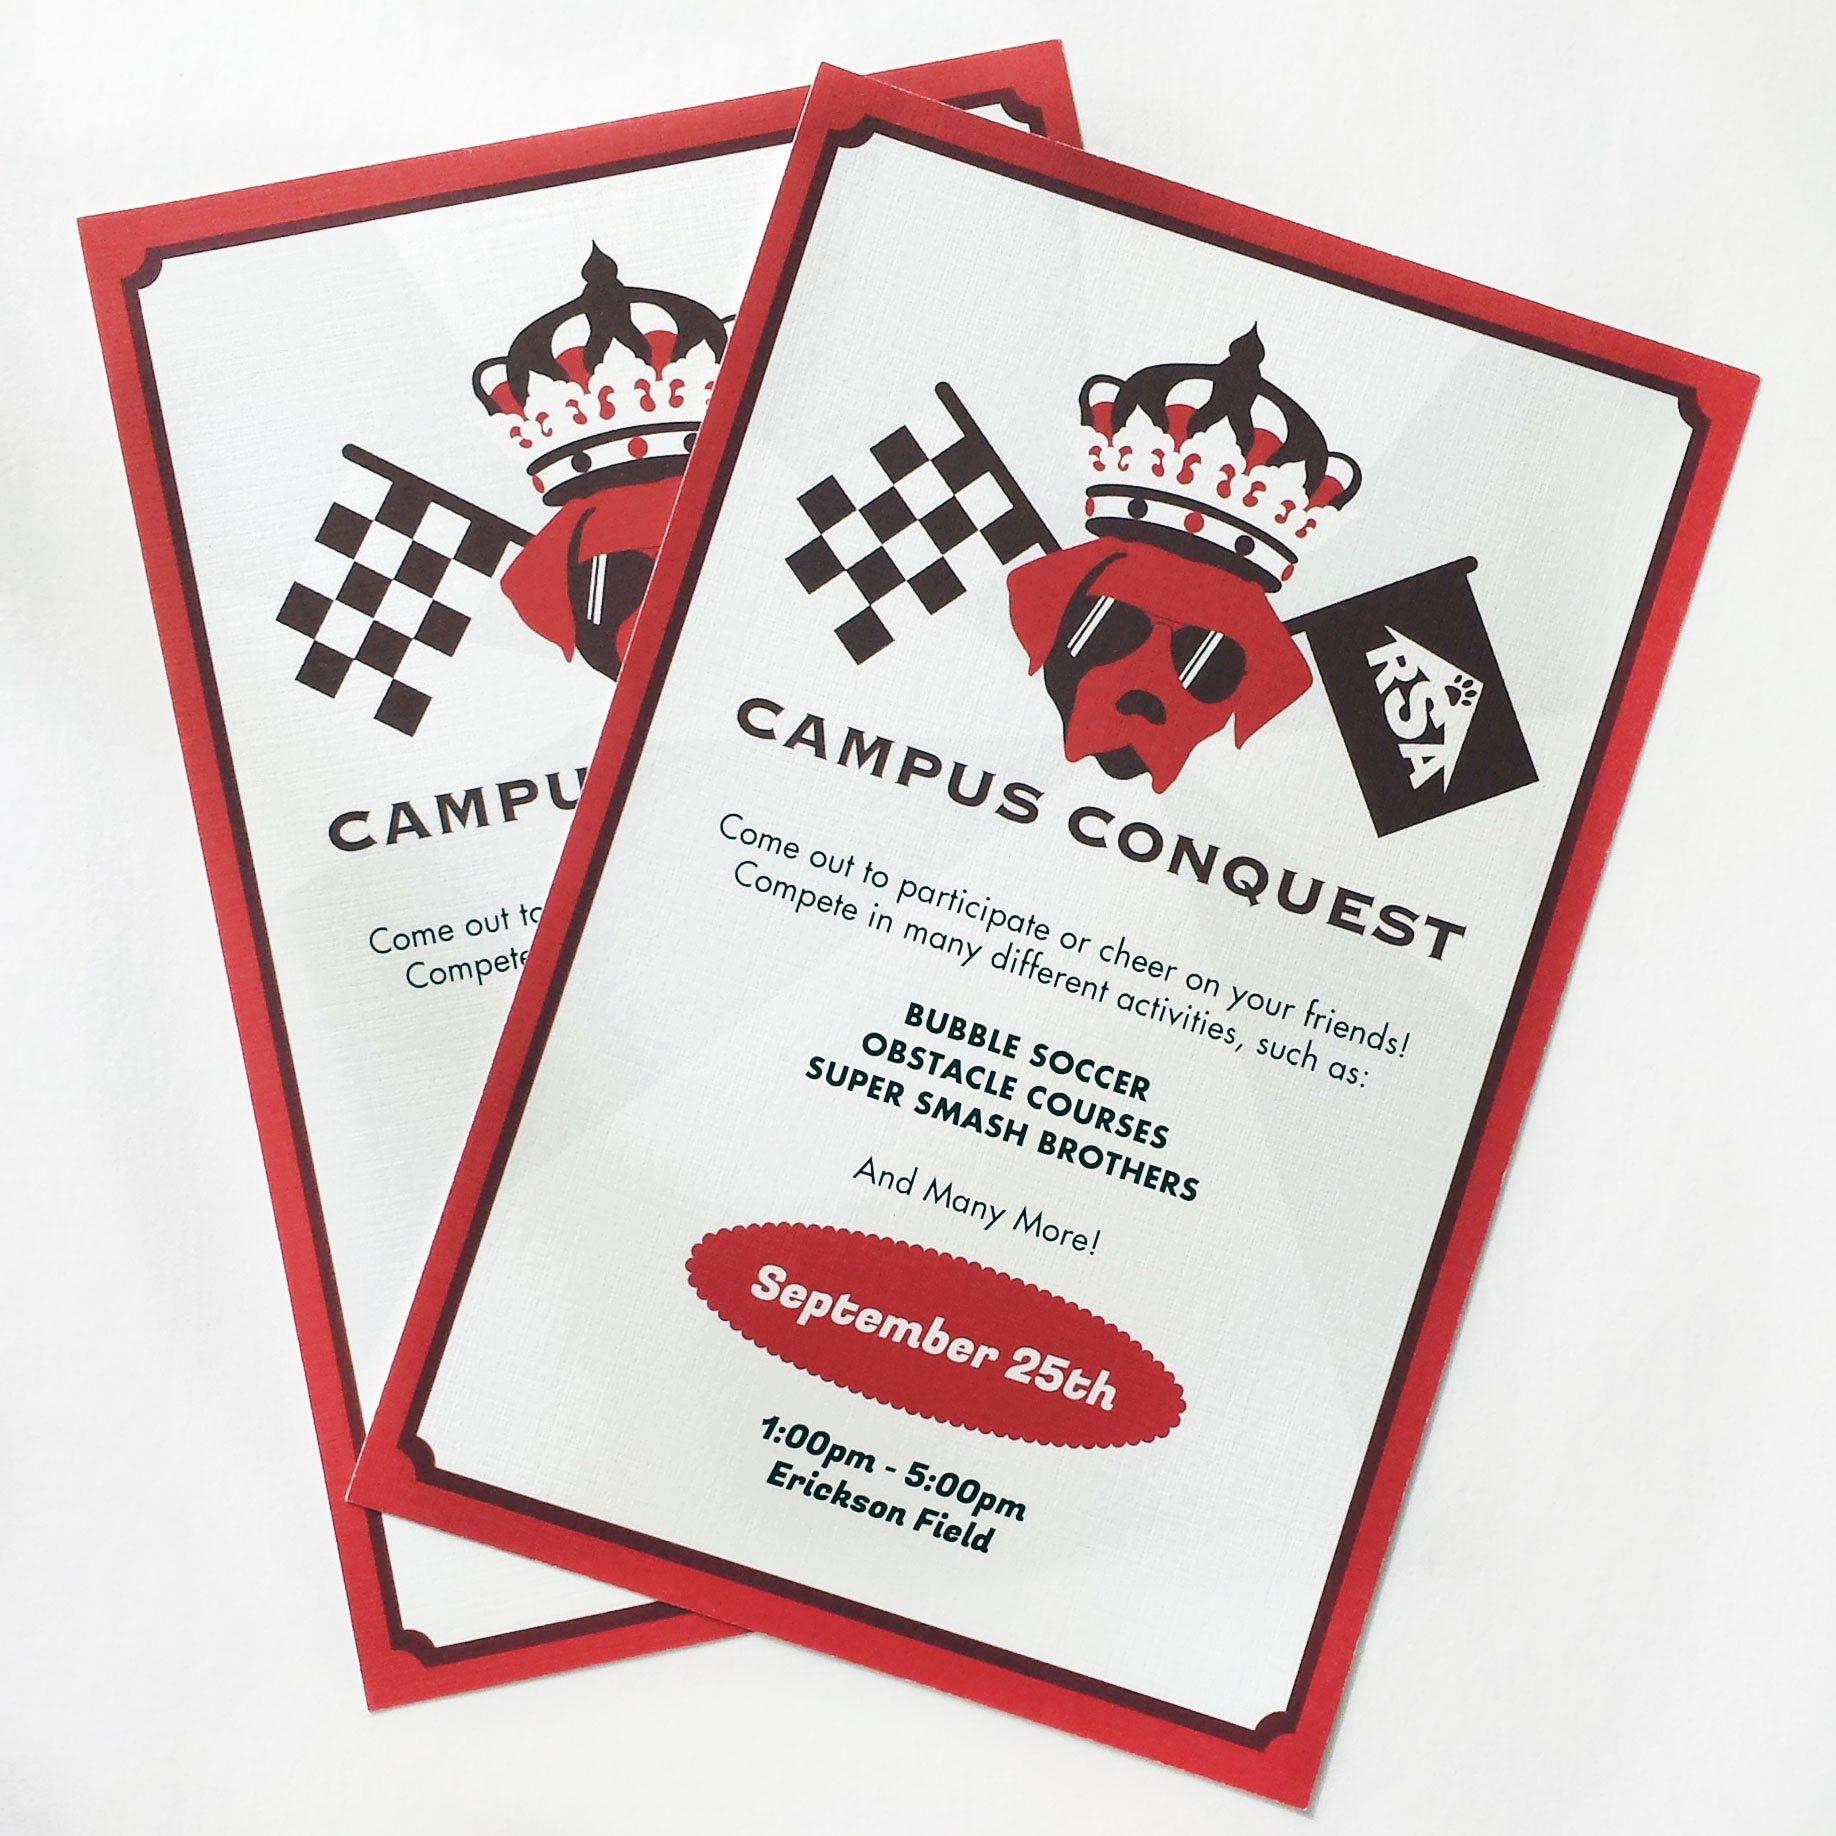 CAMPU
Come out to
Compete
RSA
CAMPUS CONQUEST
Come out to participate or cheer on your friends!
Compete in many different activities, such as:
BUBBLE SOCCER
OBSTACLE COURSES
SUPER SMASH BROTHERS
And Many More!
September 25th
1:00pm - 5:00pm
Erickson Field